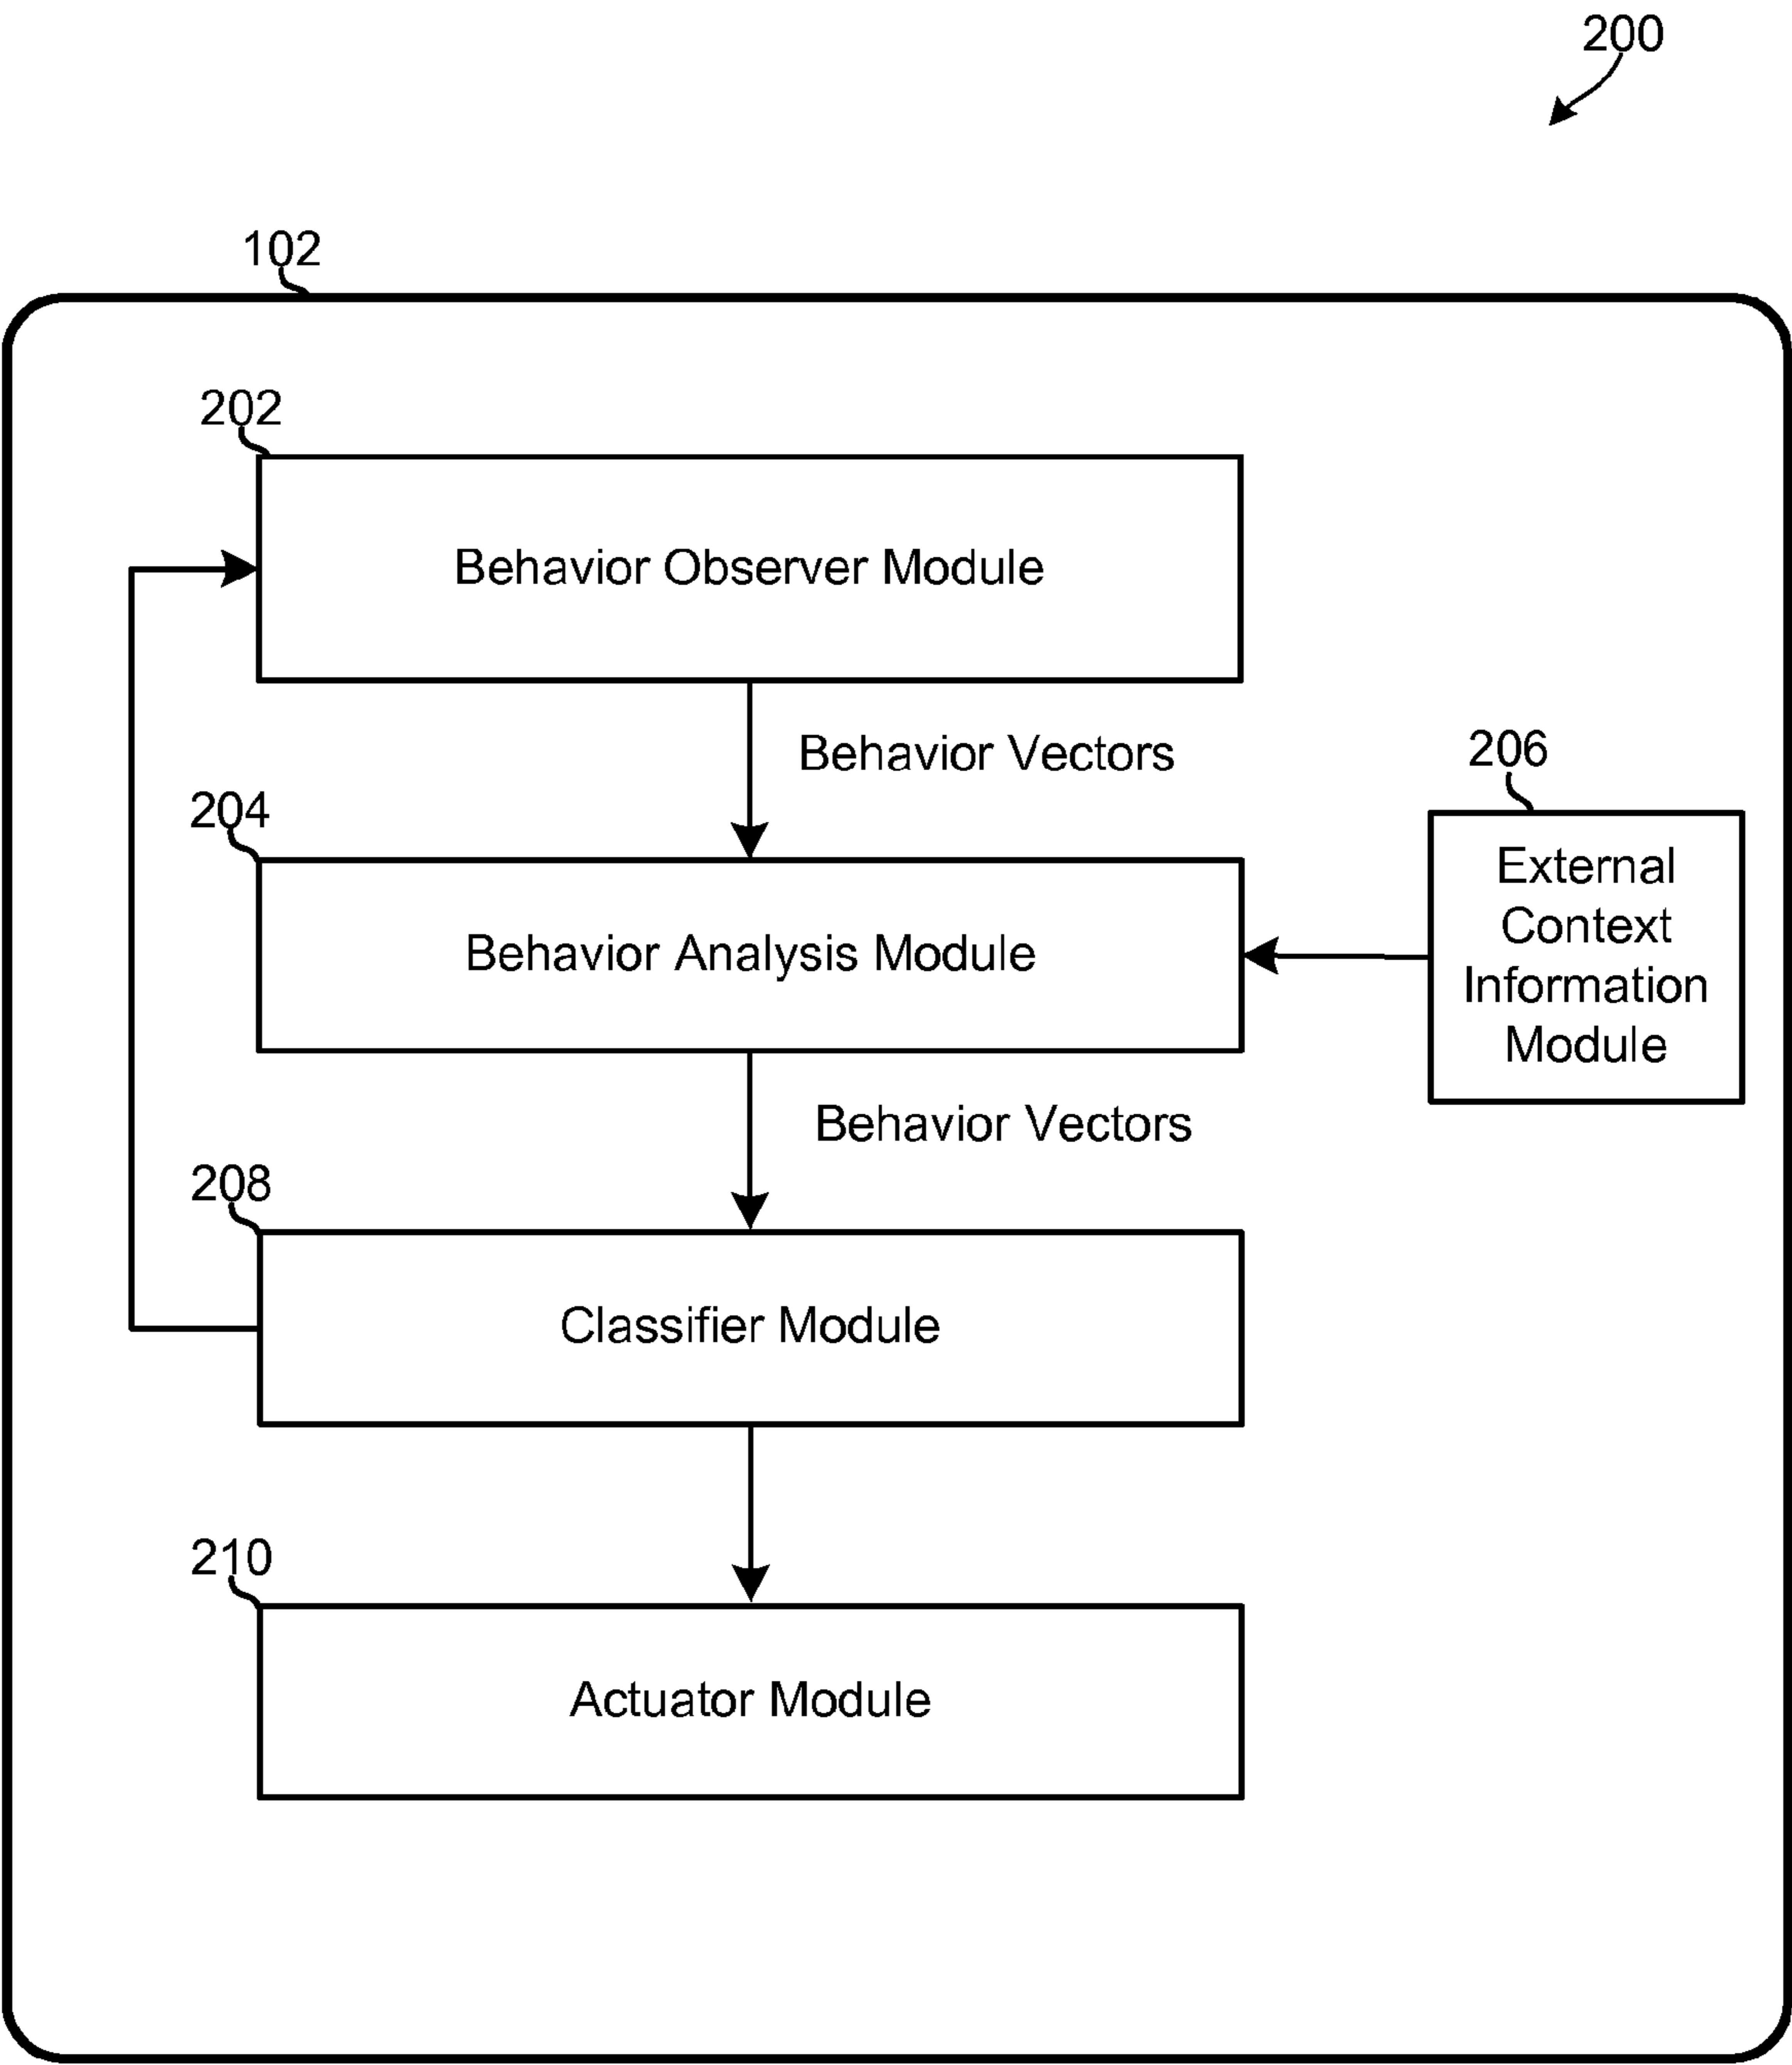 200
102
202
Behavior Observer Module
Behavior Vectors
206
204
External
Context
Information
Module
Behavior Analysis Module
Behavior Vectors
208
Classifier Module
210
Actuator Module